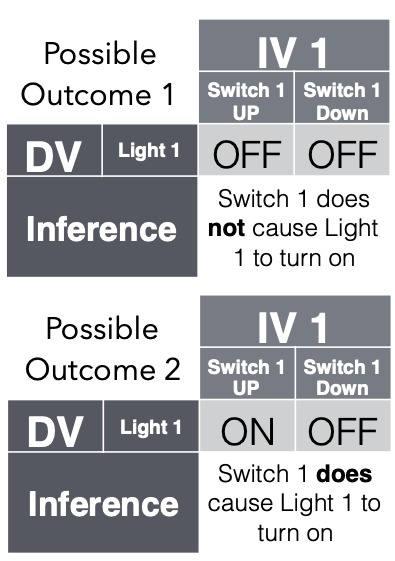 Possible
Outcome 1
IV 1
Switch 1
UP
Switch 1
Down
DV
Light 1
OFF
OFF
Inference
Switch 1 does
not cause Light
1 to turn on
Possible
Outcome 2
IV 1
Switch 1
UP
Switch 1
Down
DV
Light 1
ON
OFF
Inference
Switch 1 does
cause Light 1 to
turn on